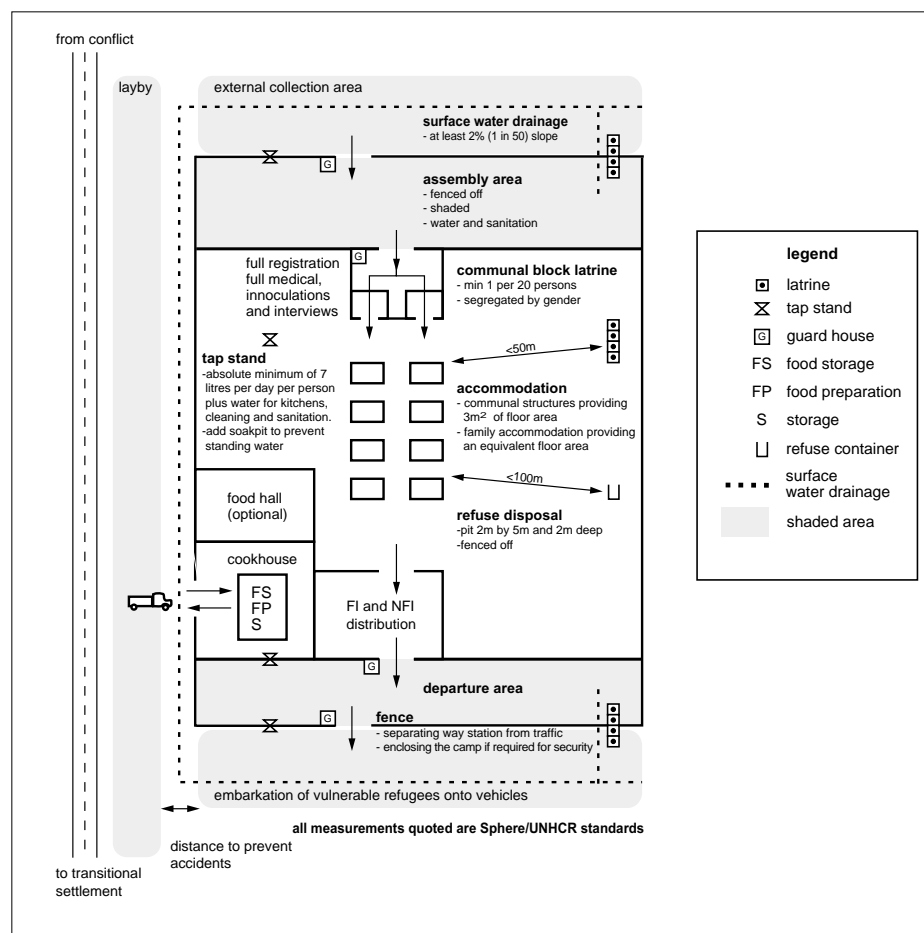 from conflict
layby
external collection area
surface water drainage
- at least 2% (1 in 50) slope
G
assembly area
- fenced off
- shaded
- water and sanitation
G
full registration
full medical,
innoculations
and interviews
communal block latrine
- min 1 per 20 persons
- segregated by gender
<50m
tap stand
-absolute minimum of 7
litres per day per person
plus water for kitchens,
cleaning and sanitation.
-add soakpit to prevent
standing water
accommodation
- communal structures providing
3m² of floor area
- family accommodation providing
an equivalent floor area
<100m
food hall
(optional)
refuse disposal
-pit 2m by 5m and 2m deep
-fenced off
cookhouse
FS
FP
S
FI and NFI
distribution
G
departure area
G
fence
- separating way station from traffic
- enclosing the camp if required for security
embarkation of vulnerable refugees onto vehicles
all measurements quoted are Sphere/UNHCR standards
distance to prevent
accidents
to transitional
settlement
legend
latrine
tap stand
G guard house
FS food storage
FP food preparation
S storage
refuse container
surface
water drainage
shaded area